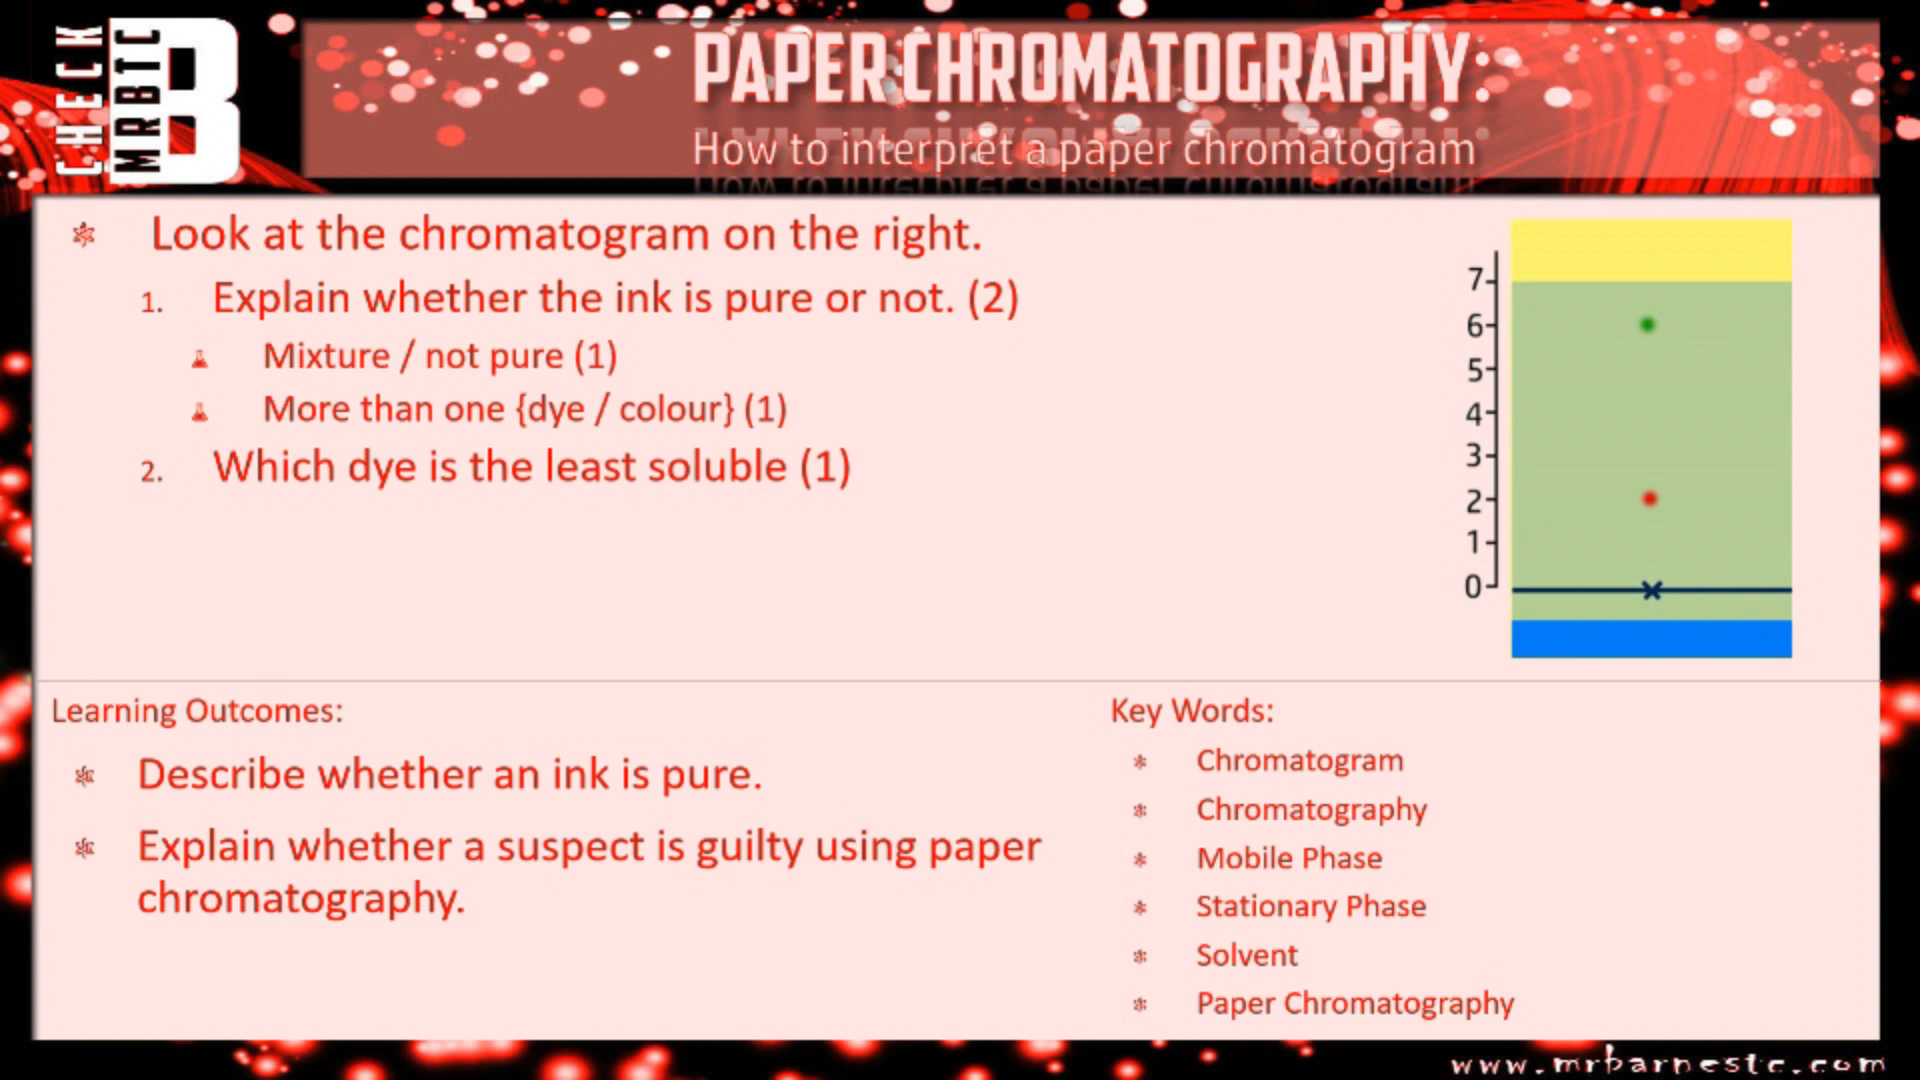 CHECK
MRBTC
B
PAPER CHROMATOGRAPHY.
How to interpret a paper chromatogram
Look at the chromatogram on the right.
1. Explain whether the ink is pure or not. (2)
Mixture / not pure (1)
More than one {dye / colour} (1)
2. Which dye is the least soluble (1)
7
6
5
4
3
2
1
0
Learning Outcomes:
Describe whether an ink is pure.
Explain whether a suspect is guilty using paper
chromatography.
Key Words:
Chromatogram
Chromatography
Mobile Phase
Stationary Phase
Solvent
Paper Chromatography
www.mrbarnestc.com